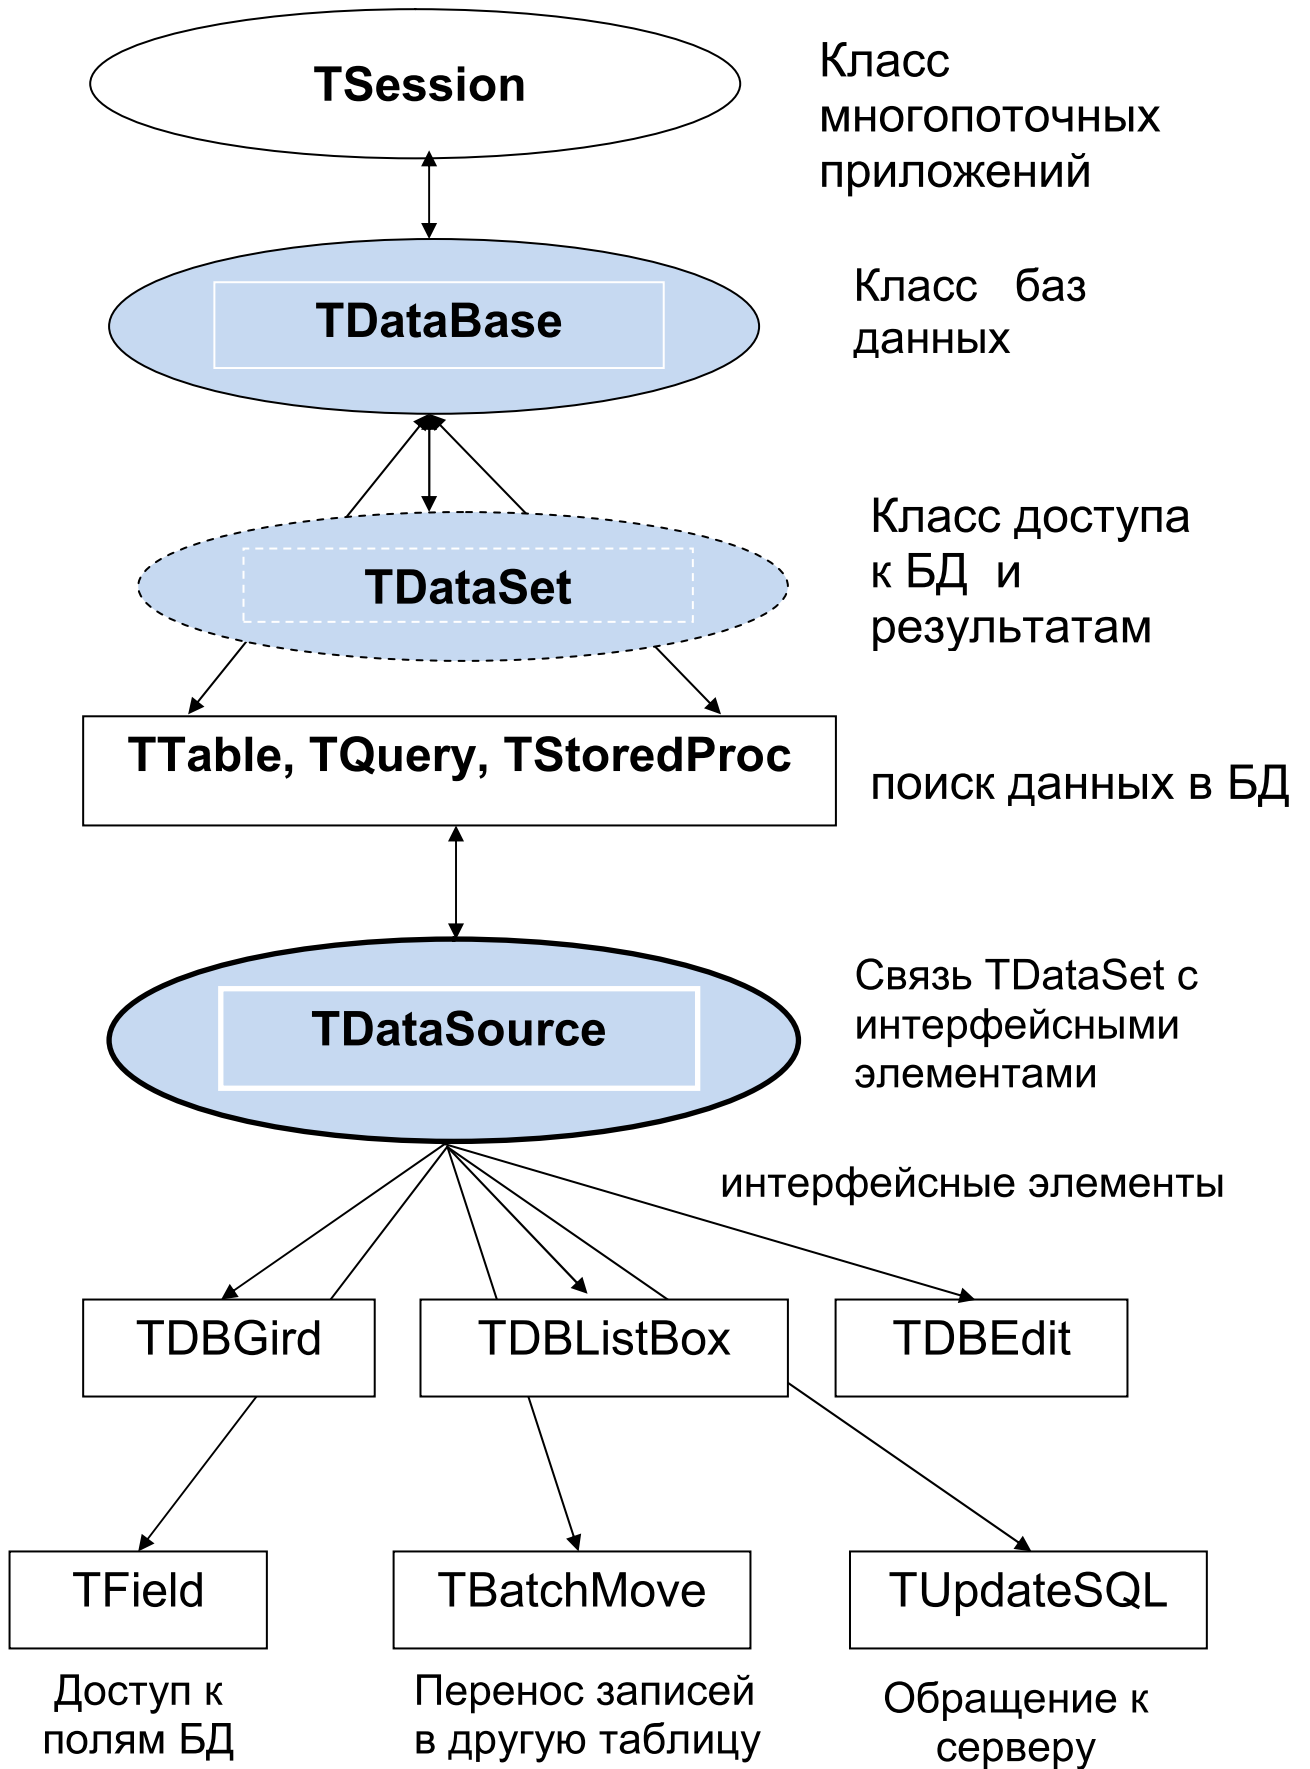 TSession
Класс
многопоточных
приложений
TDataBase
Класс баз
данных
TDataSet
Класс доступа
к БД и
результатам
TTable, TQuery, TStoredProc
поиск данных в БД
TDataSource
Связь TDataSet с
интерфейсными
элементами
интерфейсные элементы
TDBGird
TDBListBox
TDBEdit
TField
TBatchMove
TUpdateSQL
Доступ к
полям БД
Перенос записей
в другую таблицу
Обращение к
серверу